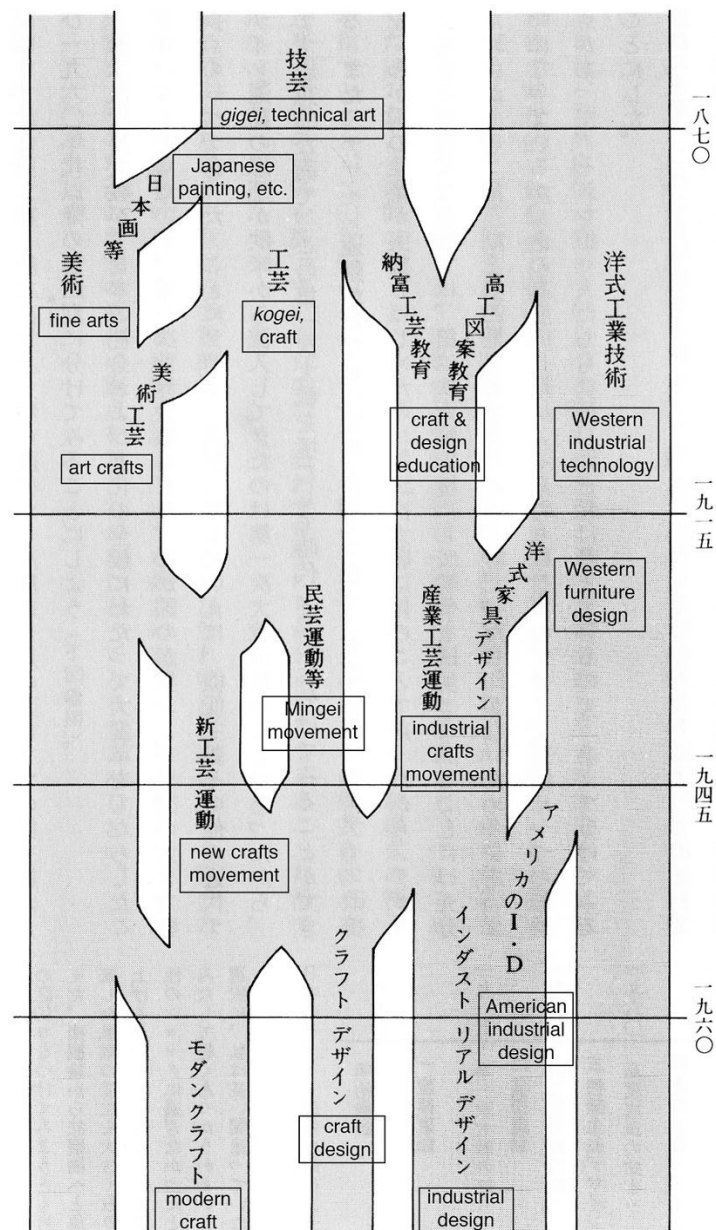 技芸
gigei, technical art
一八七〇
日本画等
Japanese
painting, etc.
美術
fine arts
工芸
kogei,
craft
納富工芸教育
高工図案教育
craft &
design
education
洋式工業技術
Western
industrial
technology
美術工芸
art crafts
一九一五
洋式家具デザイン
Western
furniture
design
民芸運動等
Mingei
movement
産業工芸運動
industrial
crafts
movement
新工芸運動
new crafts
movement
一九四五
アメリカのI・D
American
industrial
design
一九六〇
クラフトデザイン
craft
design
インダストリアルデザイン
industrial
design
モダンクラフト
modern
craft